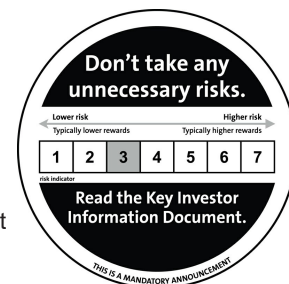 Don't take any
unnecessary risks.
Lower risk Higher risk
Typically lower rewards Typically higher rewards
1 2 3 4 5 6 7
risk indicator
Read the Key Investor
Information Document.
t
THIS IS A MANDATORY ANNOUNCEMENT